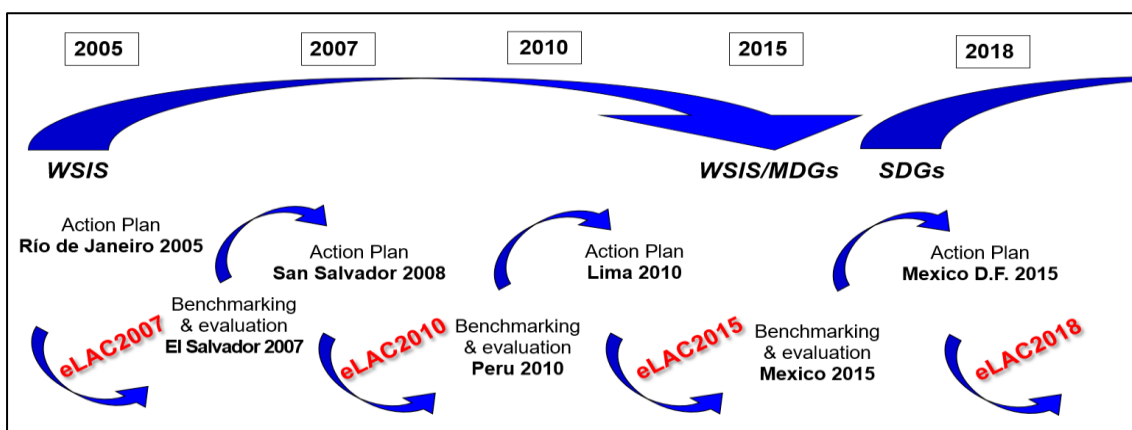 2005
2007
2010
2015
2018
WSIS
WSIS/MDGs
SDGs
Action Plan
Río de Janeiro 2005
Action Plan
San Salvador 2008
Action Plan
Lima 2010
Action Plan
Mexico D.F. 2015
eLAC2007
Benchmarking
& evaluation
El Salvador 2007
eLAC2010
Benchmarking
& evaluation
Peru 2010
eLAC2015
Benchmarking
& evaluation
Mexico 2015
eLAC2018